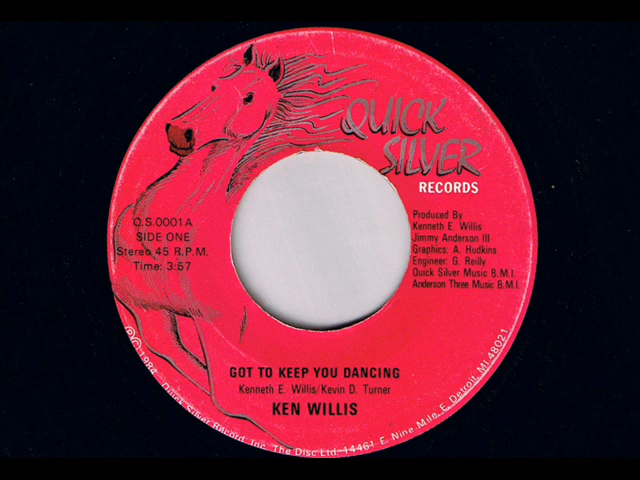 QUICK
SILVER
RECORDS
Q.S.0001A
SIDE ONE
Stereo 45 R.P.M.
Time: 3:57
Produced By
Kenneth E. Willis
Jimmy Anderson III
Graphics: A. Hudkins
Engineer: G. Reilly
Quick Silver Music B.M.I.
Anderson Three Music B.M.I.
GOT TO KEEP YOU DANCING
Kenneth E. Willis/Kevin D. Turner
KEN WILLIS
℗© 1984 Quick Silver Record, Inc. The Disc Ltd. 14461 E. Nine Mile, E. Detroit, MI 48021